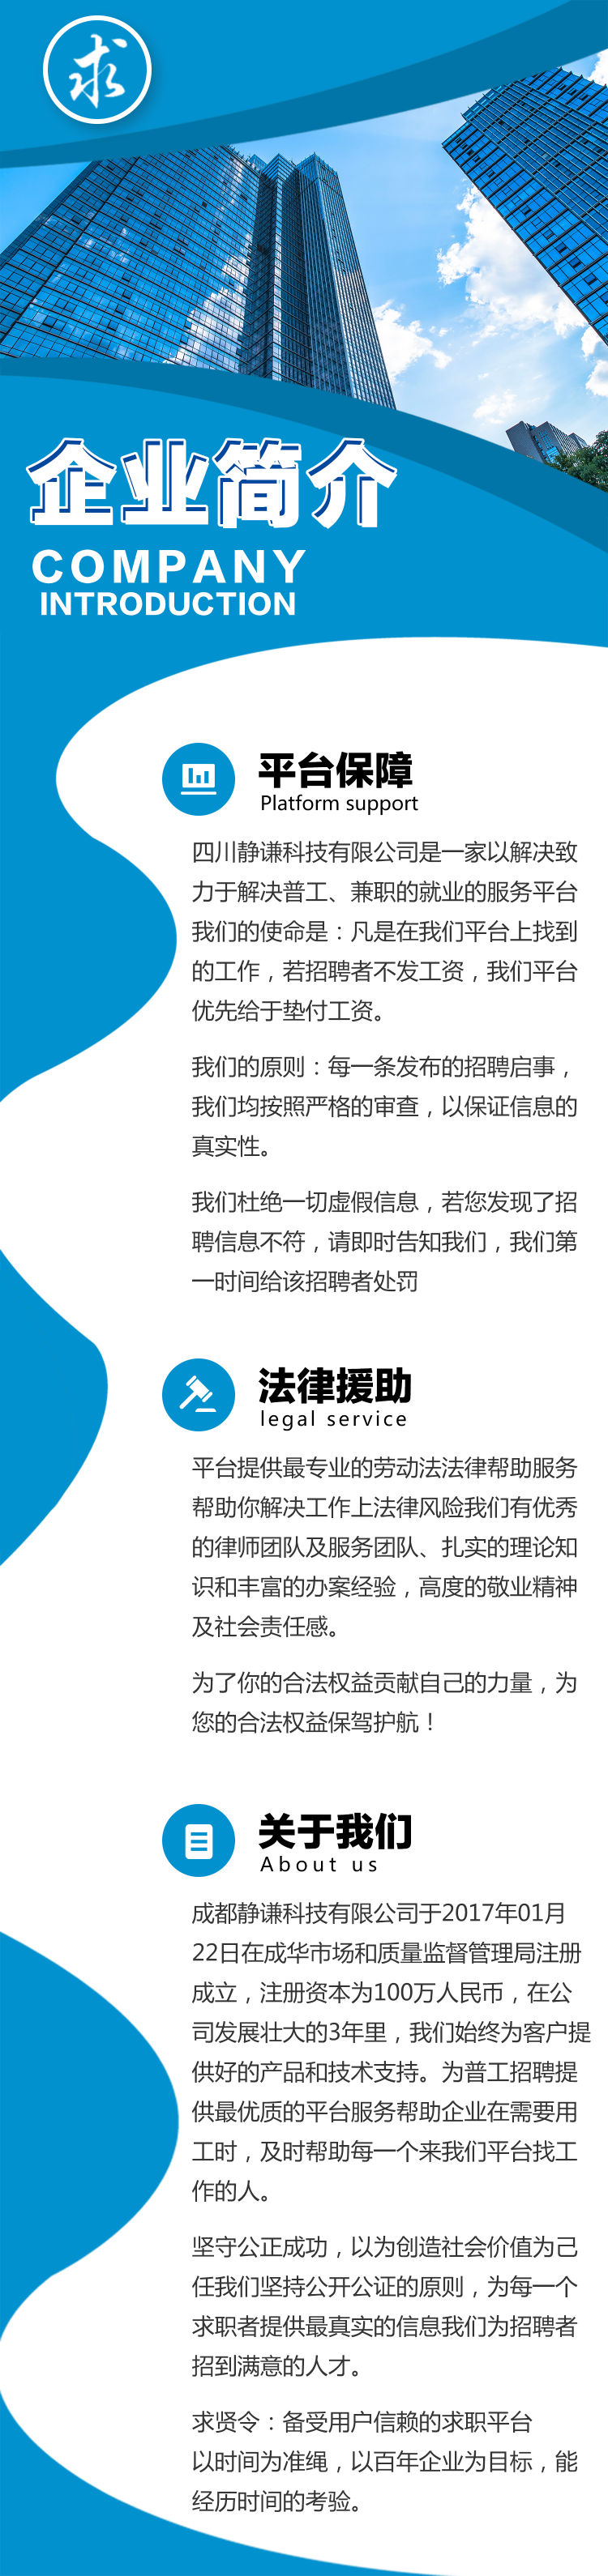 求
企业简介
COMPANY
INTRODUCTION
平台保障
Platform support
四川静谦科技有限公司是一家以解决致
力于解决普工、兼职的就业的服务平台
我们的使命是：凡是在我们平台上找到
的工作，若招聘者不发工资，我们平台
优先给于垫付工资。
我们的原则：每一条发布的招聘启事，
我们均按照严格的审查，以保证信息的
真实性。
我们杜绝一切虚假信息，若您发现了招
聘信息不符，请即时告知我们，我们第
一时间给该招聘者处罚
法律援助
legal service
平台提供最专业的劳动法法律帮助服务
帮助你解决工作上法律风险我们有优秀
的律师团队及服务团队、扎实的理论知
识和丰富的办案经验，高度的敬业精神
及社会责任感。
为了你的合法权益贡献自己的力量，为
您的合法权益保驾护航！
关于我们
About us
成都静谦科技有限公司于2017年01月
22日在成华市场和质量监督管理局注册
成立，注册资本为100万人民币，在公
司发展壮大的3年里，我们始终为客户提
供好的产品和技术支持。为普工招聘提
供最优质的平台服务帮助企业在需要用
工时，及时帮助每一个来我们平台找工
作的人。
坚守公正成功，以为创造社会价值为己
任我们坚持公开公证的原则，为每一个
求职者提供最真实的信息我们为招聘者
招到满意的人才。
求贤令：备受用户信赖的求职平台
以时间为准绳，以百年企业为目标，能
经历时间的考验。